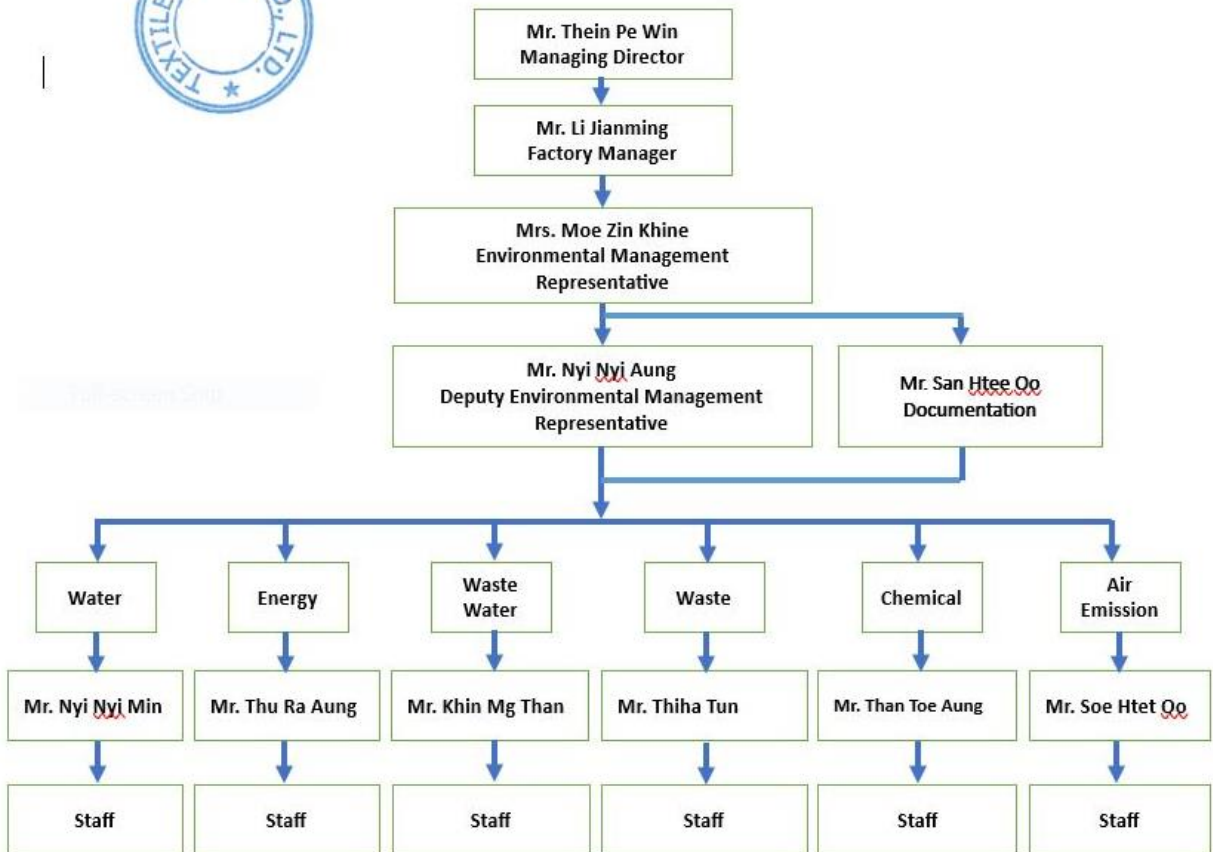 TEXTILE
., LTD.
Mr. Thein Pe Win
Managing Director
Mr. Li Jianming
Factory Manager
Mrs. Moe Zin Khine
Environmental Management
Representative
Mr. Nyi Nyi Aung
Deputy Environmental Management
Representative
Mr. San Htee Oo
Documentation
Water
Energy
Waste
Water
Waste
Chemical
Air
Emission
Mr. Nyi Nyi Min
Mr. Thu Ra Aung
Mr. Khin Mg Than
Mr. Thiha Tun
Mr. Than Toe Aung
Mr. Soe Htet Oo
Staff
Staff
Staff
Staff
Staff
Staff